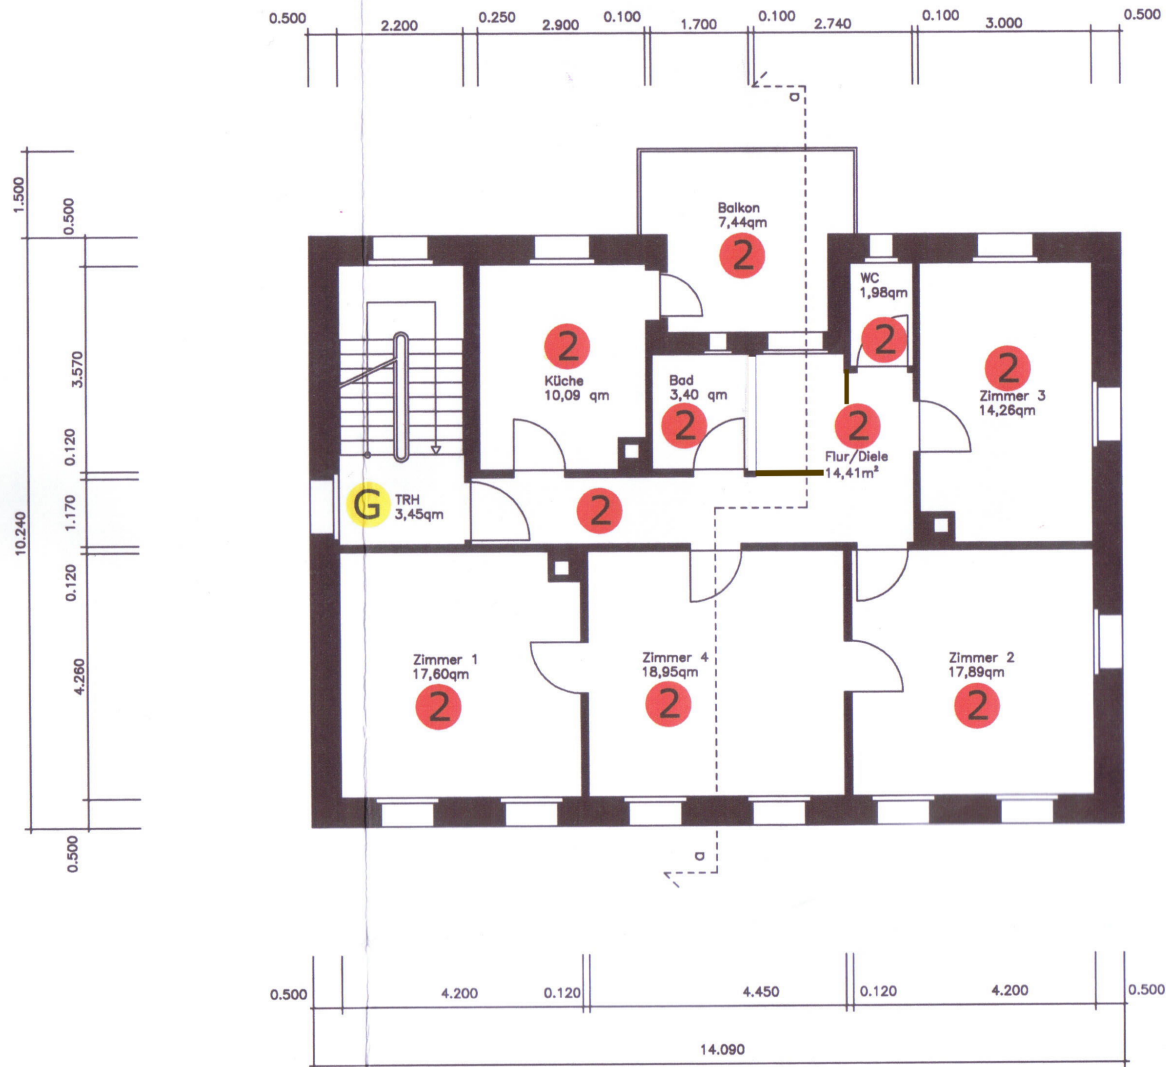 0.500
2.200
0.250
2.900
0.100
1.700
0.100
2.740
0.100
3.000
0.500
1.500
0.500
3.570
0.120
1.170
0.120
4.260
0.500
10.240
D
Balkon
7,44qm
2
WC
1,98qm
2
2
Küche
10,09 qm
Bad
3,40 qm
2
2
Zimmer 3
14,26qm
2
Flur/Diele
14,41m²
G
TRH
3,45qm
2
Zimmer 1
17,60qm
2
Zimmer 4
18,95qm
2
Zimmer 2
17,89qm
2
D
0.500
4.200
0.120
4.450
0.120
4.200
0.500
14.090